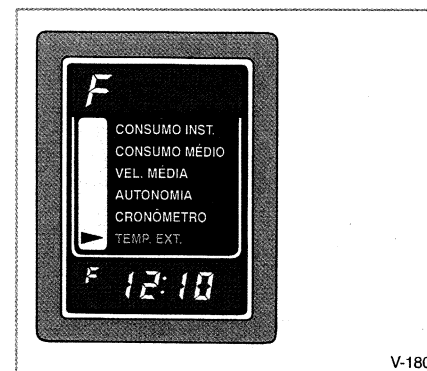 F
CONSUMO INST.
CONSUMO MÉDIO
VEL. MÉDIA
AUTONOMIA
CRONÔMETRO
TEMP. EXT.
F 12:10
V-180